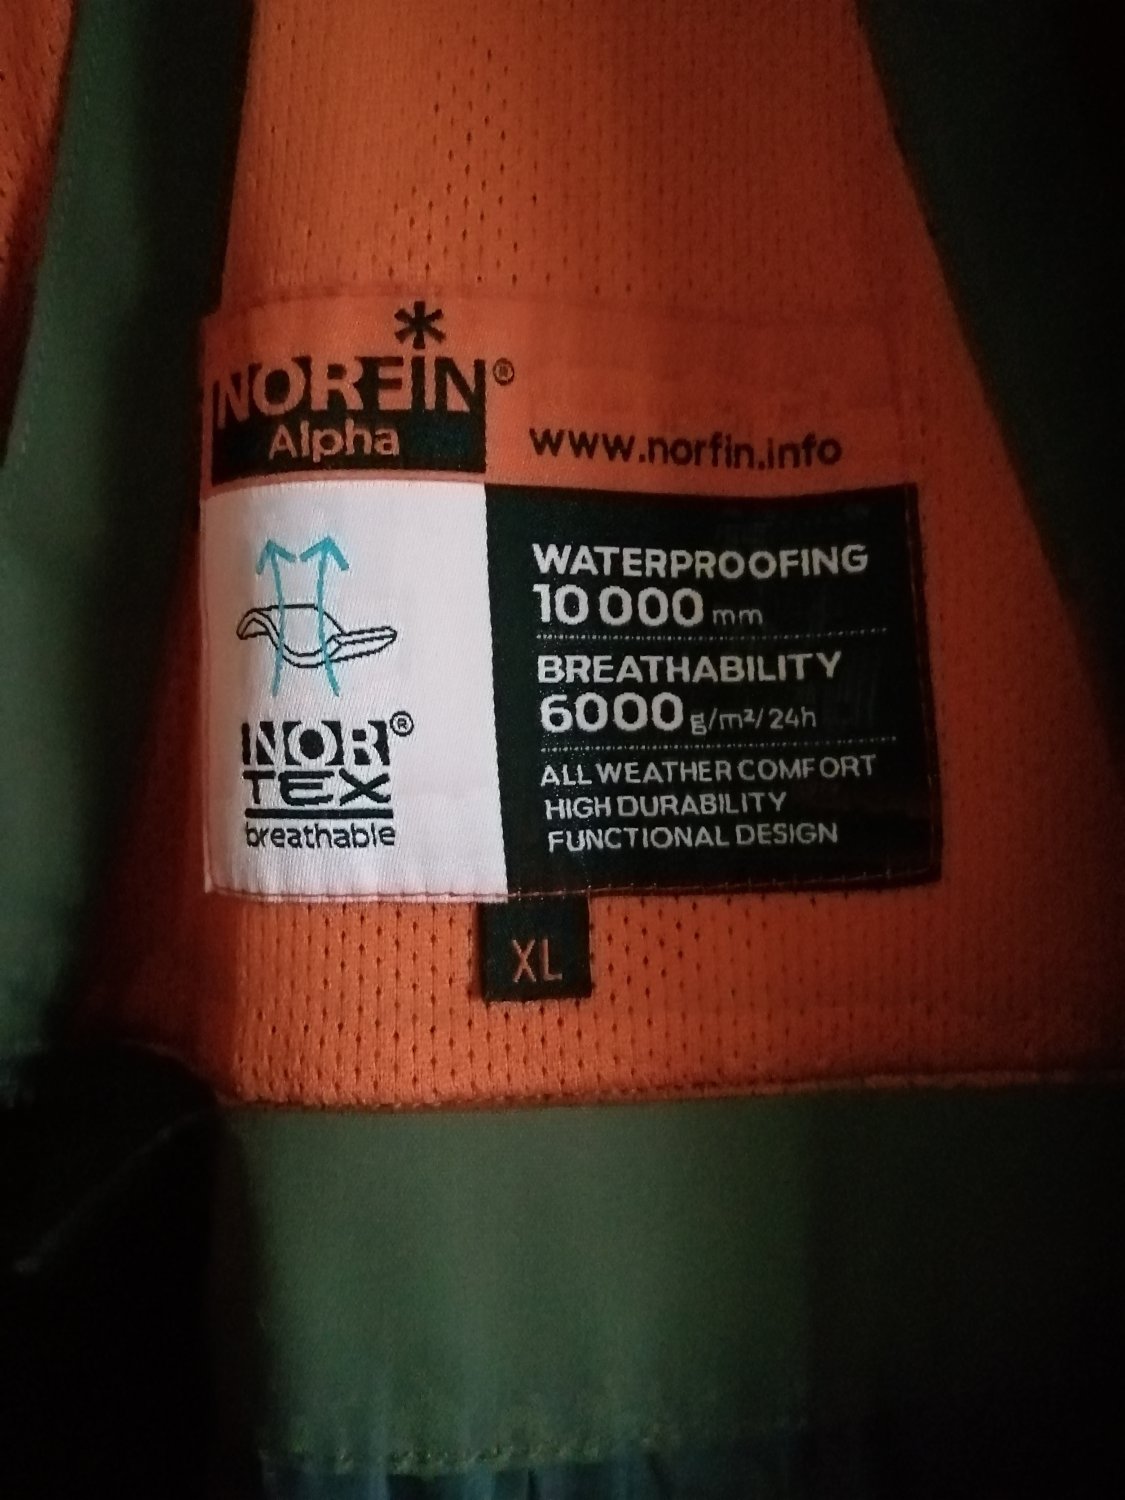 NORFIN®
Alpha
www.norfin.info
WATERPROOFING
10 000 mm
BREATHABILITY
6000 g/m²/24h
ALL WEATHER COMFORT
HIGH DURABILITY
FUNCTIONAL DESIGN
NOR®
TEX
breathable
XL